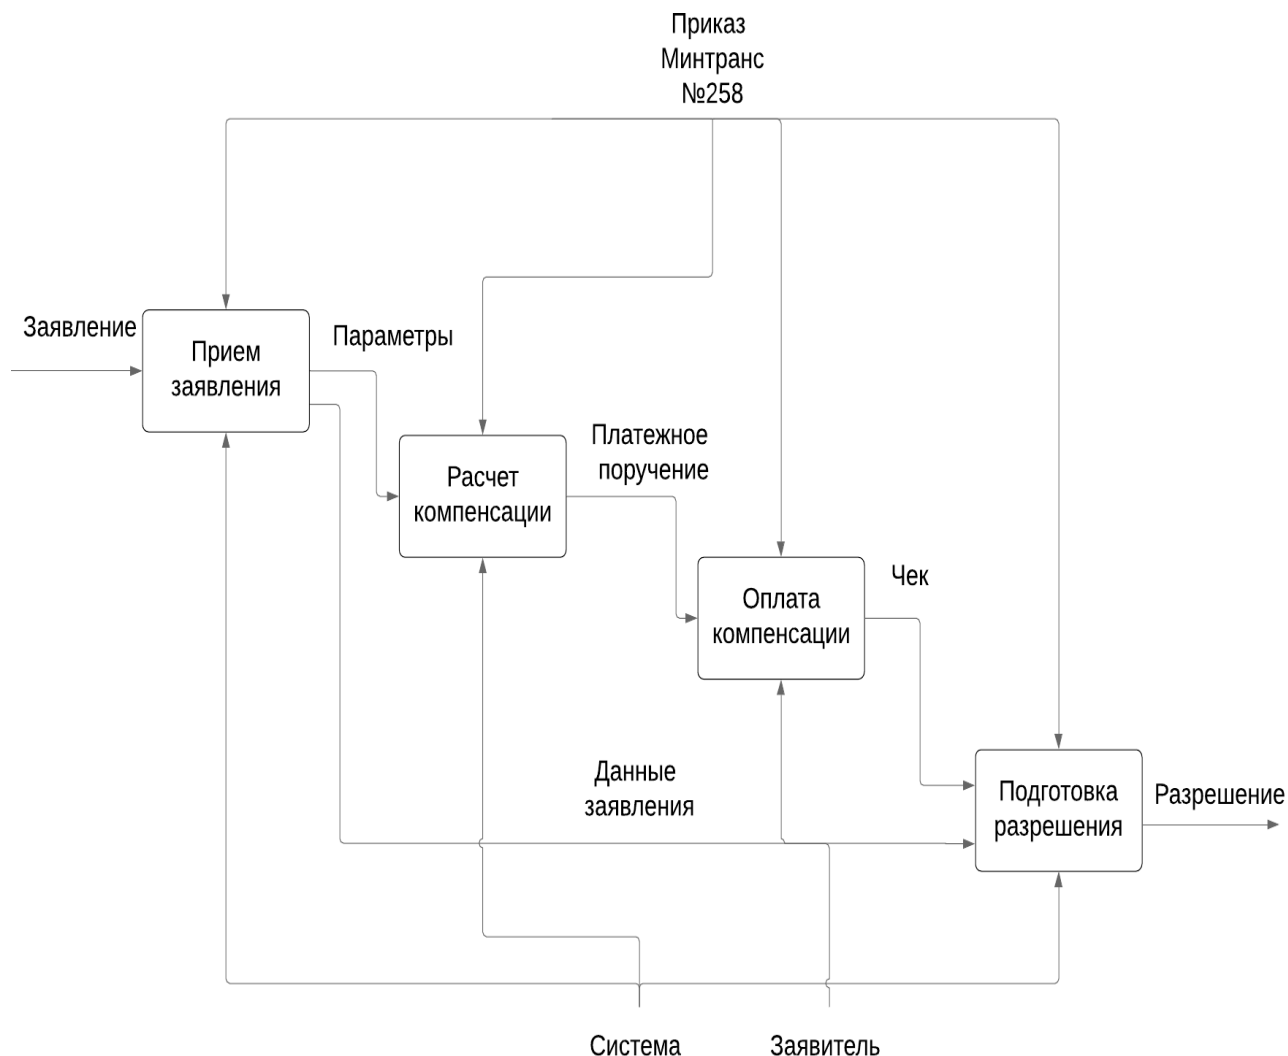 Приказ
Минтранс
№258
Заявление
Прием
заявления
Параметры
Расчет
компенсации
Платежное
поручение
Оплата
компенсации
Чек
Данные
заявления
Подготовка
разрешения
Разрешение
Система
Заявитель